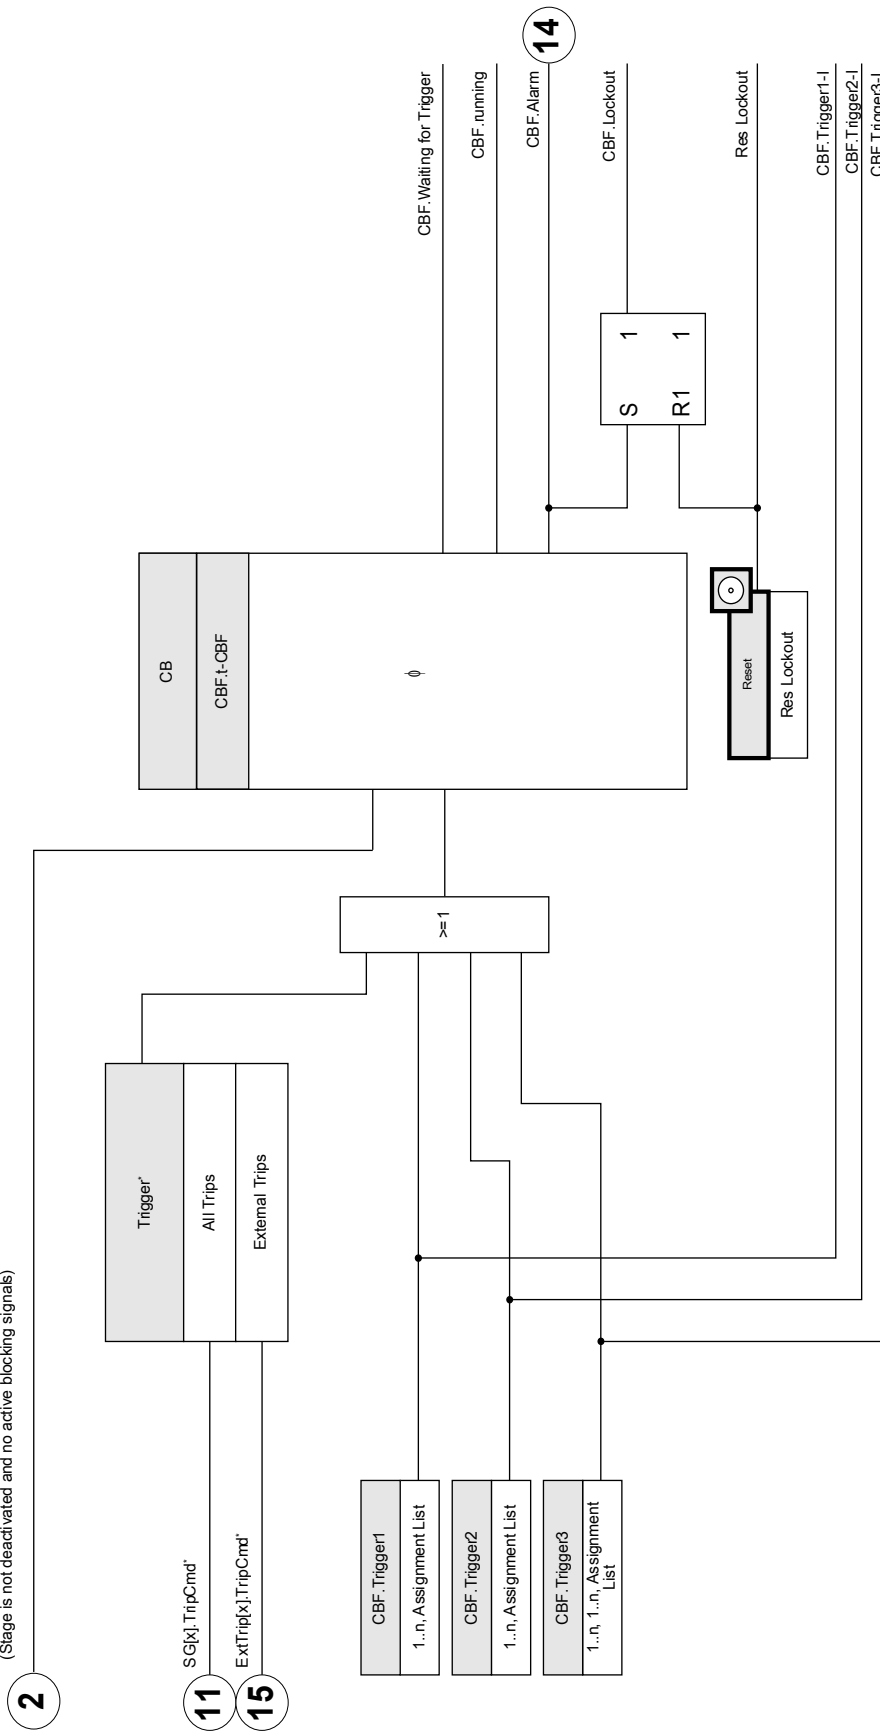 (Stage is not deactivated and no active blocking signals)
2
SG[x].TripCmd*
11
ExtTrip[x].TripCmd*
15
Trigger*
All Trips
External Trips
CBF.Trigger1
1..n, Assignment List
CBF.Trigger2
1..n, Assignment List
CBF.Trigger3
1..n, 1..n, Assignment
List
>=1
CB
CBF.t-CBF
ϕ
Reset
Res Lockout
S 1
R1 1
CBF.Waiting for Trigger
CBF.running
CBF.Alarm
14
CBF.Lockout
Res Lockout
CBF.Trigger1-I
CBF.Trigger2-I
CBF.Trigger3-I